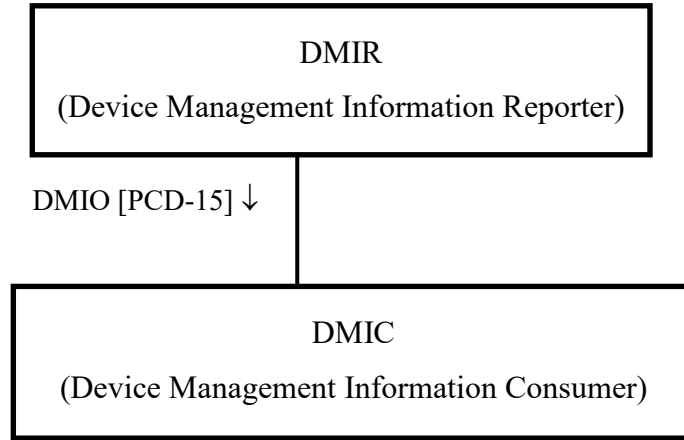 DMIR
(Device Management Information Reporter)
DMIO [PCD-15] ↓
DMIC
(Device Management Information Consumer)